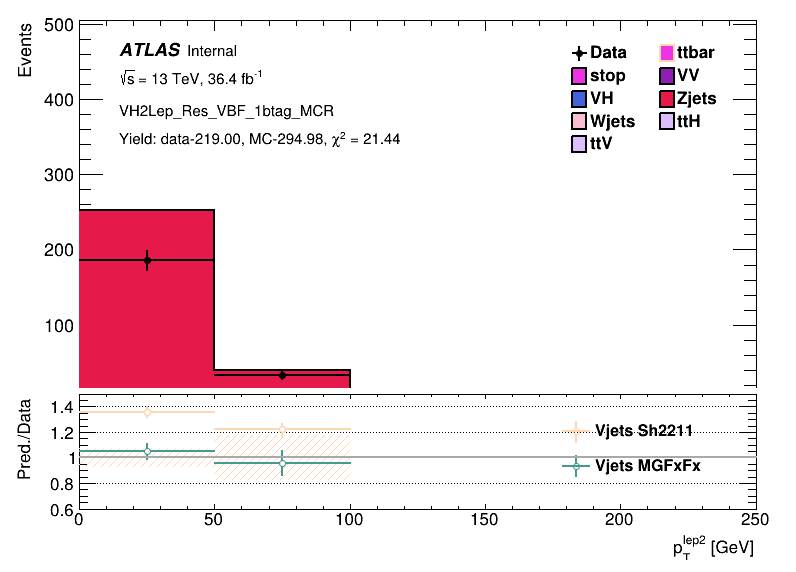 Events
500
400
300
200
100
ATLAS Internal
√s = 13 TeV, 36.4 fb⁻¹
VH2Lep_Res_VBF_1btag_MCR
Yield: data-219.00, MC-294.98, χ² = 21.44
Data ttbar
stop VV
VH Zjets
Wjets ttH
ttV
Pred./Data
1.4
1.2
1
0.8
0.6
Vjets Sh2211
Vjets MGFxFx
0 50 100 150 200 250
p_T^lep2 [GeV]